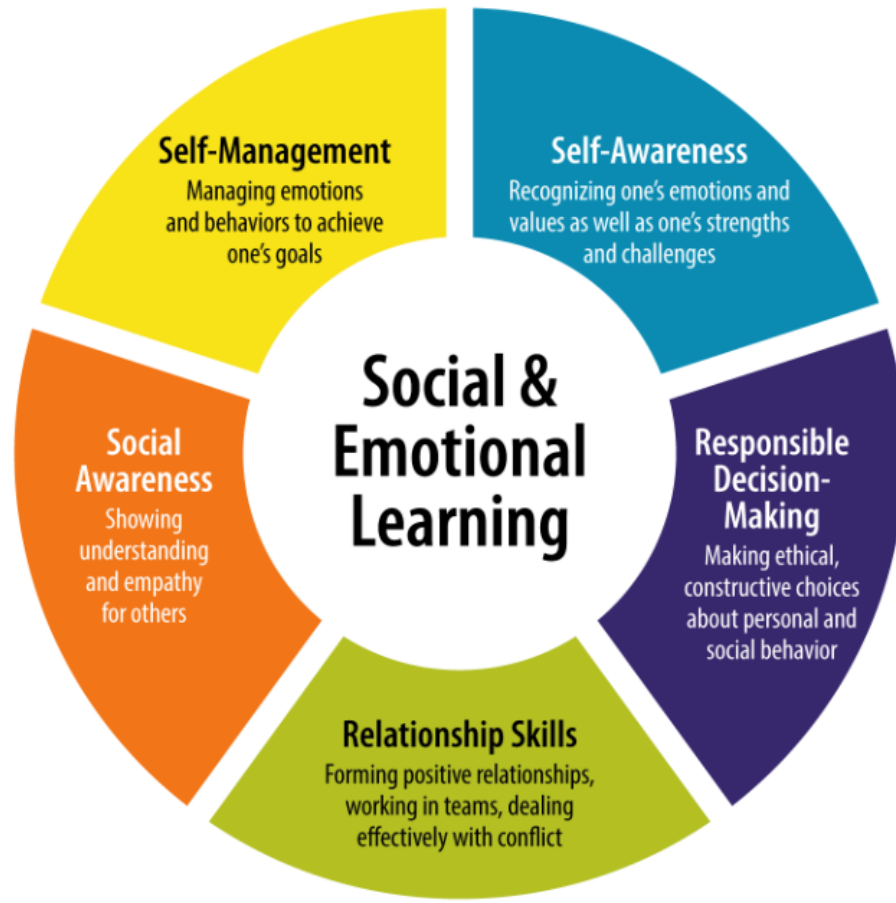 Social &
Emotional
Learning
Self-Awareness
Recognizing one’s emotions and
values as well as one’s strengths
and challenges
Responsible
Decision-
Making
Making ethical,
constructive choices
about personal and
social behavior
Relationship Skills
Forming positive relationships,
working in teams, dealing
effectively with conflict
Social
Awareness
Showing
understanding
and empathy
for others
Self-Management
Managing emotions
and behaviors to achieve
one’s goals